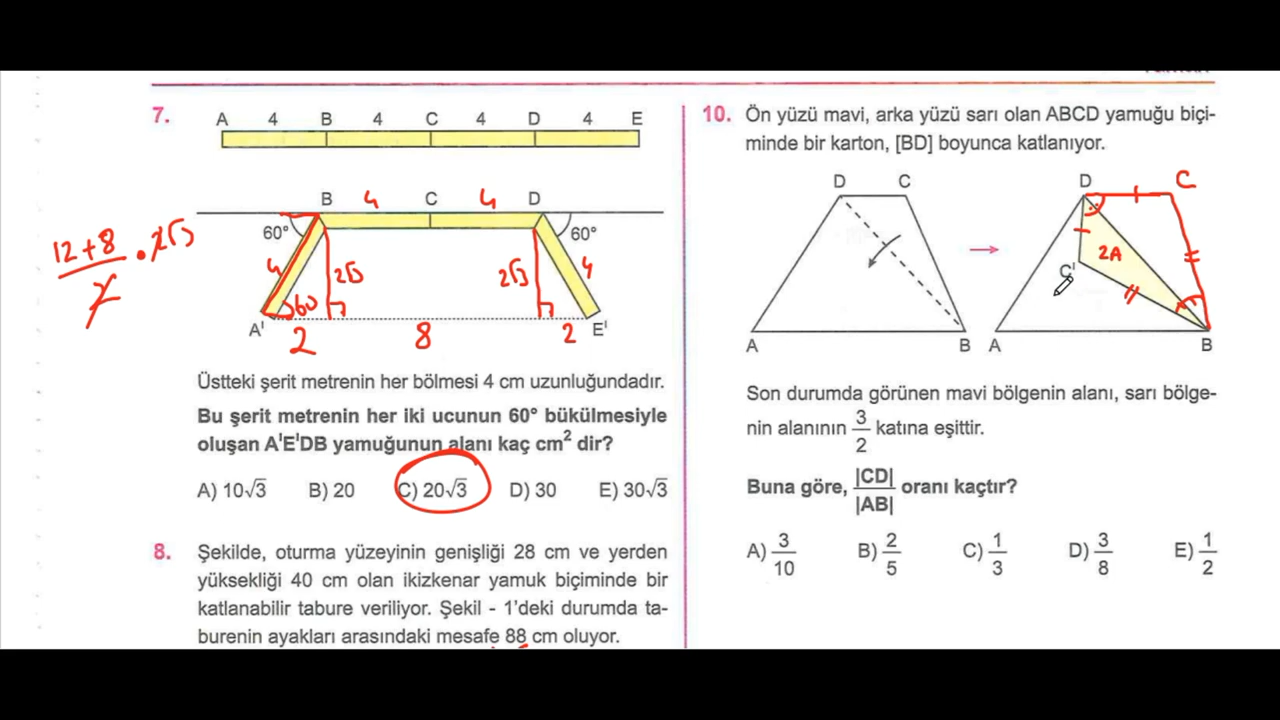 7.
A 4 B 4 C 4 D 4 E
B 4 C 4 D
60° 60°
12+8
2
. 2√3
4 2√3 2√3 4
60
A' 2 8 2 E'
Üstteki şerit metrenin her bölmesi 4 cm uzunluğundadır.
Bu şerit metrenin her iki ucunun 60° bükülmesiyle
oluşan A'E'DB yamuğunun alanı kaç cm² dir?
A) 10√3 B) 20 C) 20√3 D) 30 E) 30√3
8. Şekilde, oturma yüzeyinin genişliği 28 cm ve yerden
yüksekliği 40 cm olan ikizkenar yamuk biçiminde bir
katlanabilir tabure veriliyor. Şekil - 1'deki durumda ta-
burenin ayakları arasındaki mesafe 88 cm oluyor.
10. Ön yüzü mavi, arka yüzü sarı olan ABCD yamuğu biçi-
minde bir karton, [BD] boyunca katlanıyor.
D C D C
2A
C'
A B A B
Son durumda görünen mavi bölgenin alanı, sarı bölge-
nin alanının 3/2 katına eşittir.
Buna göre, |CD|/|AB| oranı kaçtır?
A) 3/10 B) 2/5 C) 1/3 D) 3/8 E) 1/2